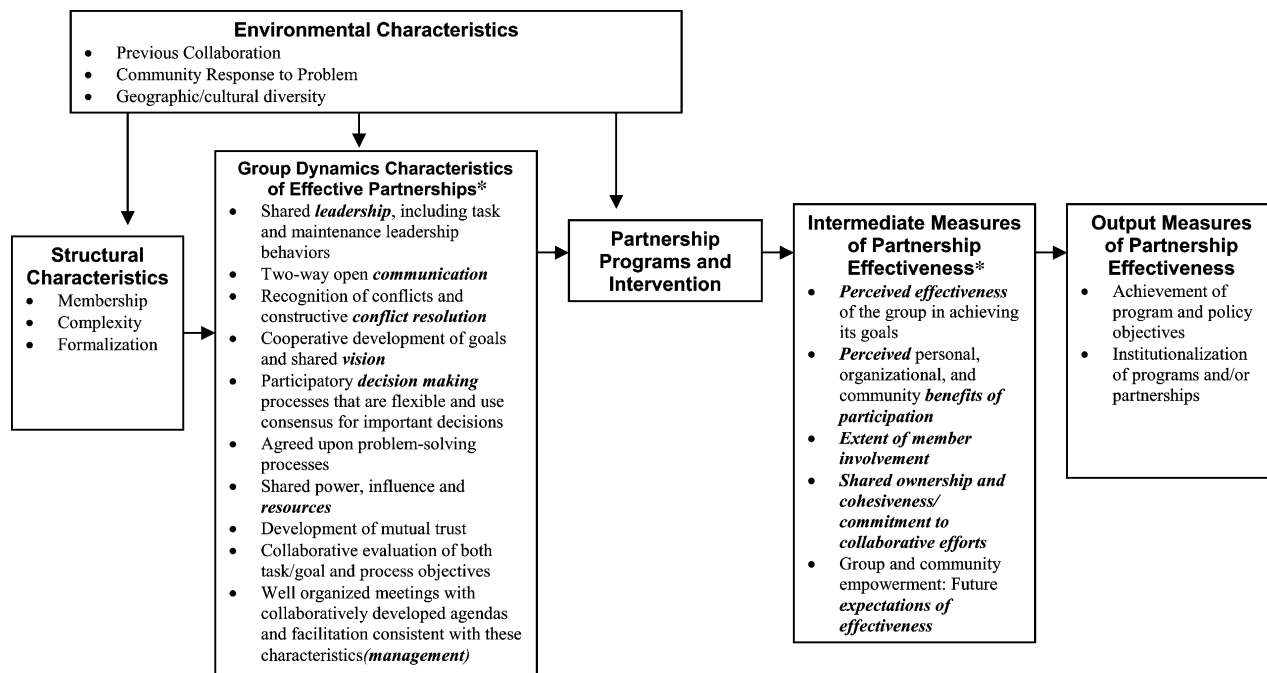 Environmental Characteristics
• Previous Collaboration
• Community Response to Problem
• Geographic/cultural diversity
Structural
Characteristics
• Membership
• Complexity
• Formalization
Group Dynamics Characteristics
of Effective Partnerships*
• Shared leadership, including task
and maintenance leadership
behaviors
• Two-way open communication
• Recognition of conflicts and
constructive conflict resolution
• Cooperative development of goals
and shared vision
• Participatory decision making
processes that are flexible and use
consensus for important decisions
• Agreed upon problem-solving
processes
• Shared power, influence and
resources
• Development of mutual trust
• Collaborative evaluation of both
task/goal and process objectives
• Well organized meetings with
collaboratively developed agendas
and facilitation consistent with these
characteristics(management)
Partnership
Programs and
Intervention
Intermediate Measures
of Partnership
Effectiveness*
• Perceived effectiveness
of the group in achieving
its goals
• Perceived personal,
organizational, and
community benefits of
participation
• Extent of member
involvement
• Shared ownership and
cohesiveness/
commitment to
collaborative efforts
• Group and community
empowerment: Future
expectations of
effectiveness
Output Measures
of Partnership
Effectiveness
• Achievement of
program and policy
objectives
• Institutionalization
of programs and/or
partnerships